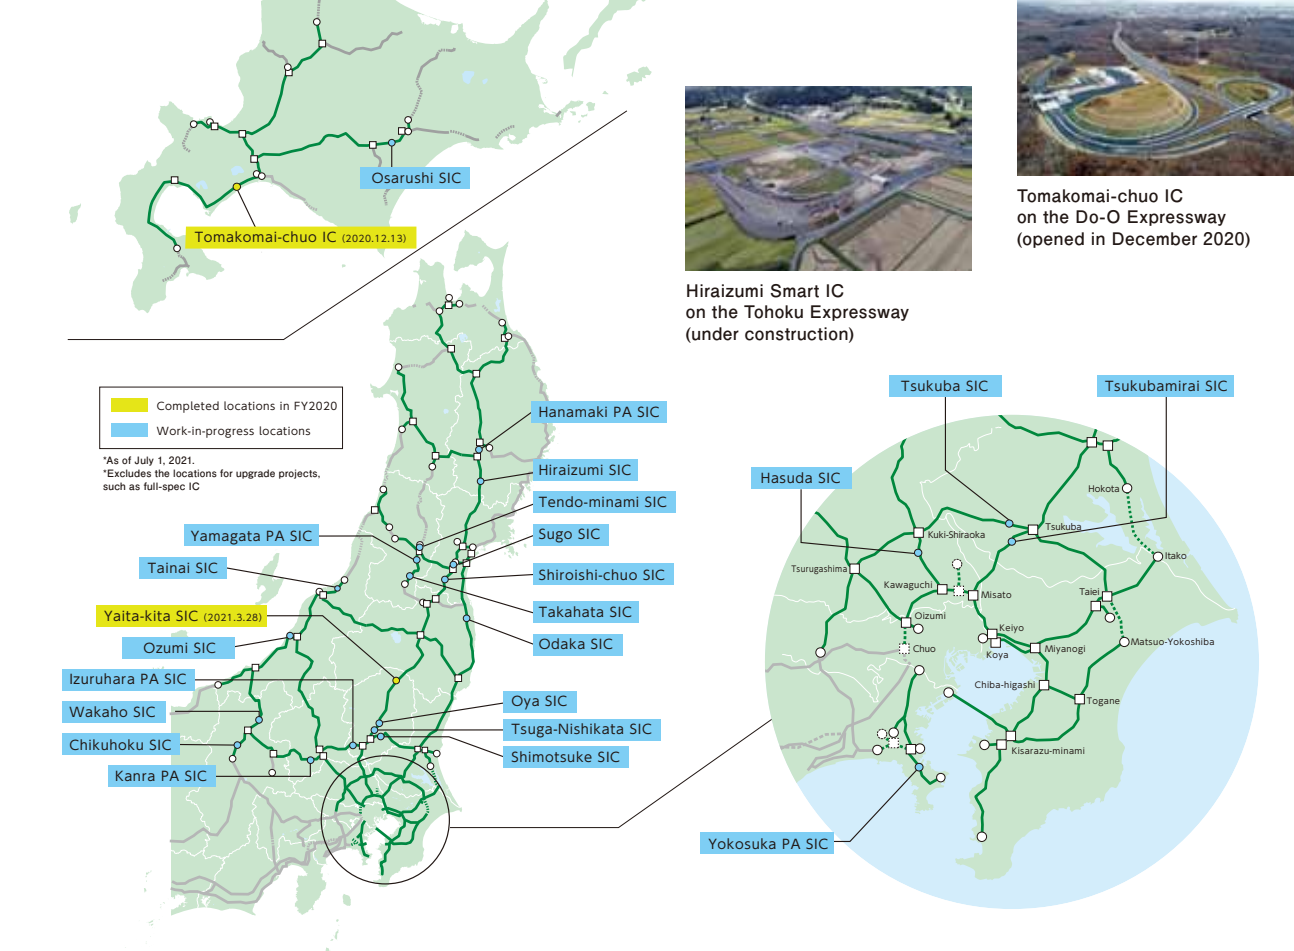 Osarushi SIC
Tomakomai-chuo IC (2020.12.13)
Hiraizumi Smart IC
on the Tohoku Expressway
(under construction)
Tomakomai-chuo IC
on the Do-O Expressway
(opened in December 2020)
Completed locations in FY2020
Work-in-progress locations
*As of July 1, 2021.
*Excludes the locations for upgrade projects,
such as full-spec IC
Hanamaki PA SIC
Hiraizumi SIC
Tendo-minami SIC
Yamagata PA SIC
Sugo SIC
Tainai SIC
Shiroishi-chuo SIC
Yaita-kita SIC (2021.3.28)
Takahata SIC
Ozumi SIC
Odaka SIC
Izuruhara PA SIC
Oya SIC
Wakaho SIC
Tsuga-Nishikata SIC
Chikuhoku SIC
Shimotsuke SIC
Kanra PA SIC
Tsukuba SIC
Tsukubamirai SIC
Hasuda SIC
Hokota
Tsukuba
Kuki-Shiraoka
Itako
Tsurugashima
Kawaguchi
Misato
Taiei
Oizumi
Keiyo
Chuo
Koya
Miyanogi
Matsuo-Yokoshiba
Chiba-higashi
Togane
Kisarazu-minami
Yokosuka PA SIC